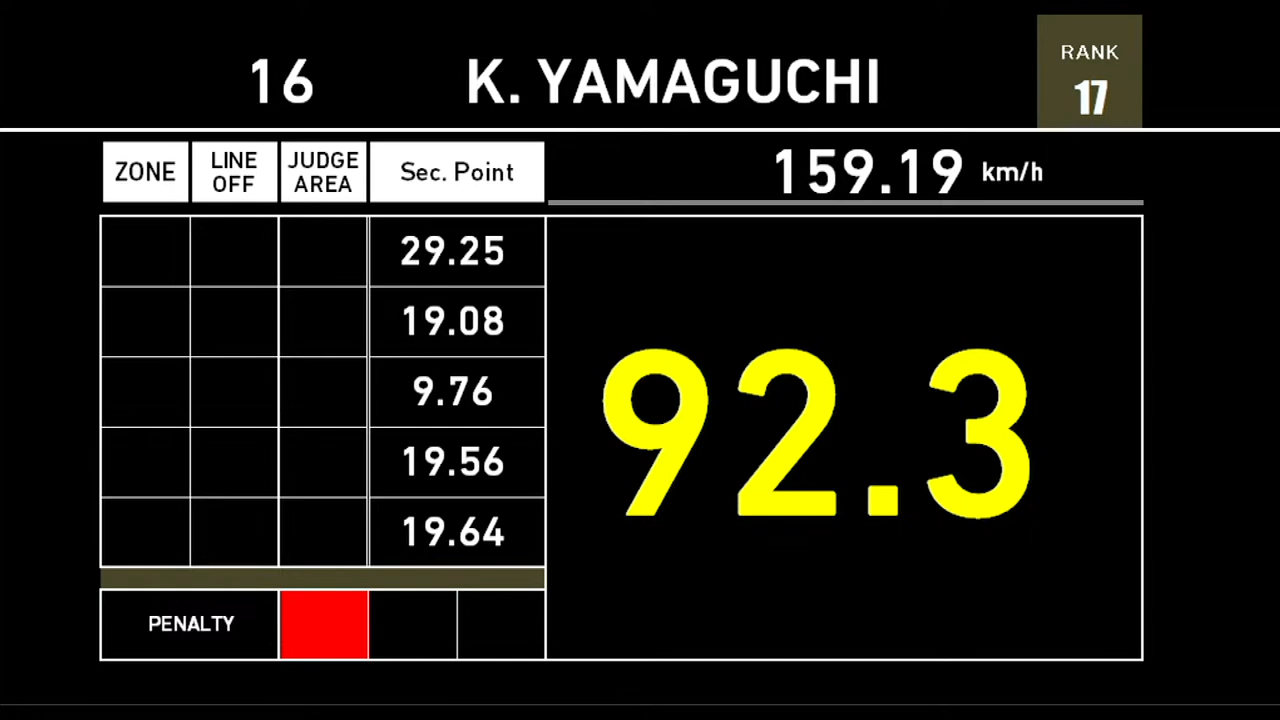 16 K. YAMAGUCHI
RANK
17
ZONE
LINE
OFF
JUDGE
AREA
Sec. Point
159.19 km/h
29.25
19.08
9.76
19.56
19.64
92.3
PENALTY